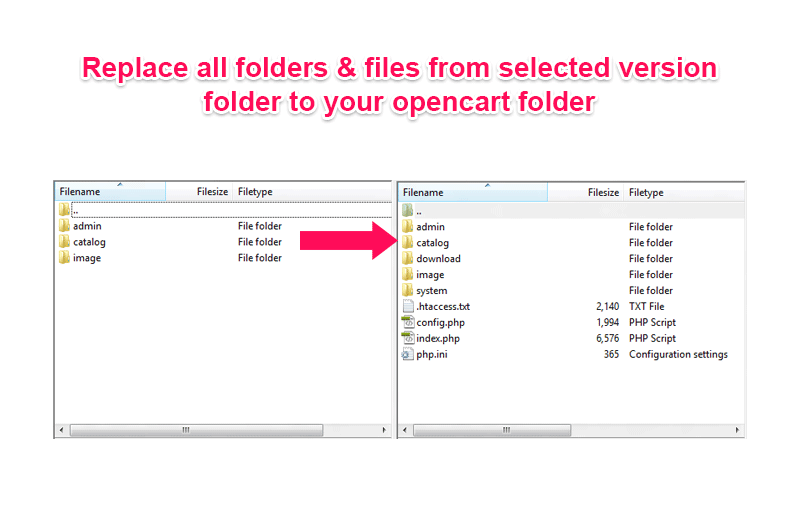 Replace all folders & files from selected version
folder to your opencart folder
Filename Filesize Filetype
..
admin File folder
catalog File folder
image File folder
Filename Filesize Filetype
..
admin File folder
catalog File folder
download File folder
image File folder
system File folder
.htaccess.txt 2,140 TXT File
config.php 1,994 PHP Script
index.php 6,576 PHP Script
php.ini 365 Configuration settings